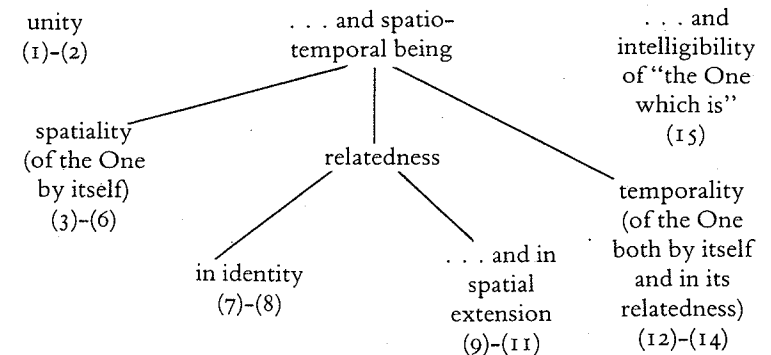 unity
(1)-(2)
. . . and spatio-
temporal being
. . . and
intelligibility
of "the One
which is"
(15)
spatiality
(of the One
by itself)
(3)-(6)
relatedness
temporality
(of the One
both by itself
and in its
relatedness)
(12)-(14)
in identity
(7)-(8)
. . . and in
spatial
extension
(9)-(11)